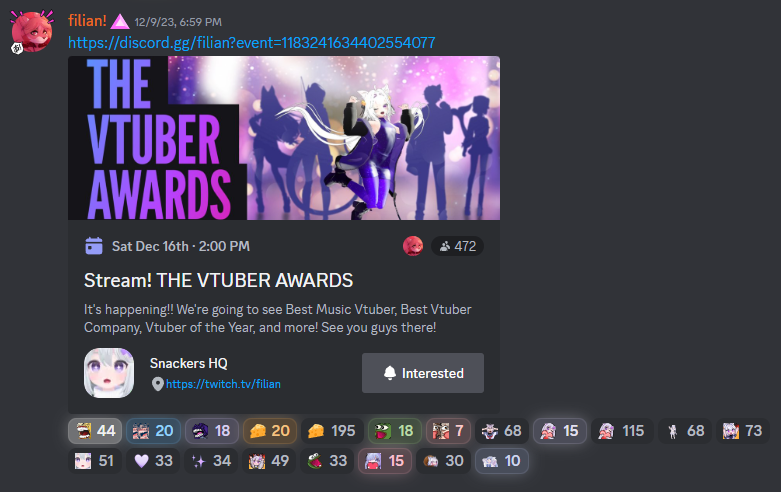 filian! 12/9/23, 6:59 PM
https://discord.gg/filian?event=1183241634402554077
THE
VTUBER
AWARDS
Sat Dec 16th · 2:00 PM 472
Stream! THE VTUBER AWARDS
It's happening!! We're going to see Best Music Vtuber, Best Vtuber
Company, Vtuber of the Year, and more! See you guys there!
Snackers HQ
https://twitch.tv/filian
Interested
44 20 18 20 195 18 7 68 15 115 68 73
51 33 34 49 33 15 30 10